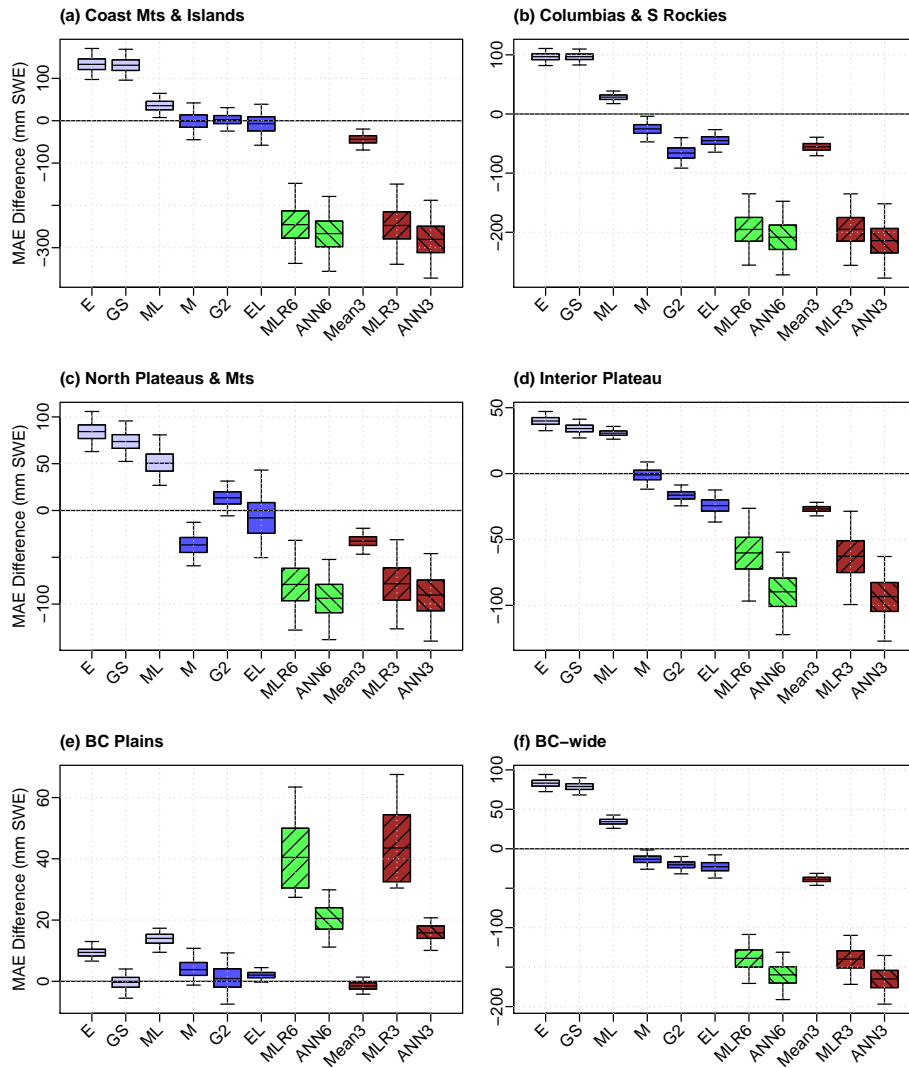 (a) Coast Mts & Islands
MAE Difference (mm SWE)
100
0
−100
−300
E GS ML M G2 EL MLR6 ANN6 Mean3 MLR3 ANN3
(b) Columbias & S Rockies
100
0
−100
−200
E GS ML M G2 EL MLR6 ANN6 Mean3 MLR3 ANN3
(c) North Plateaus & Mts
MAE Difference (mm SWE)
100
50
0
−100
E GS ML M G2 EL MLR6 ANN6 Mean3 MLR3 ANN3
(d) Interior Plateau
50
0
−50
−100
E GS ML M G2 EL MLR6 ANN6 Mean3 MLR3 ANN3
(e) BC Plains
MAE Difference (mm SWE)
60
40
20
0
E GS ML M G2 EL MLR6 ANN6 Mean3 MLR3 ANN3
(f) BC−wide
100
50
0
−100
−200
E GS ML M G2 EL MLR6 ANN6 Mean3 MLR3 ANN3